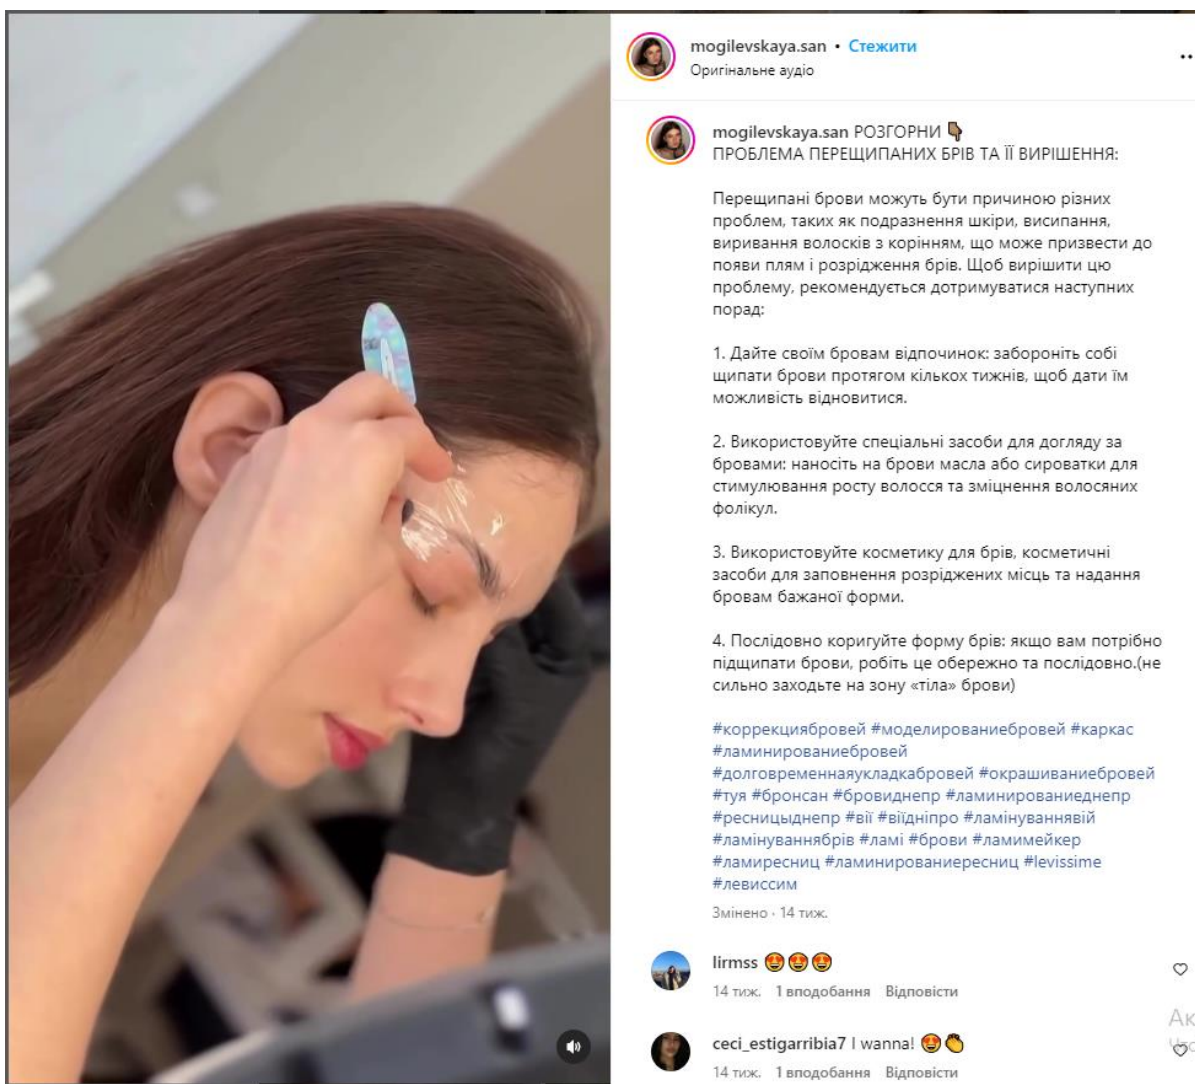 mogilevskaya.san • Стежити
Оригінальне аудіо
mogilevskaya.san РОЗГОРНИ 👇🏽
ПРОБЛЕМА ПЕРЕЩИПАНИХ БРІВ ТА ЇЇ ВИРІШЕННЯ:
Перещипані брови можуть бути причиною різних
проблем, таких як подразнення шкіри, висипання,
виривання волосків з корінням, що може призвести до
появи плям і розрідження брів. Щоб вирішити цю
проблему, рекомендується дотримуватися наступних
порад:
1. Дайте своїм бровам відпочинок: забороніть собі
щипати брови протягом кількох тижнів, щоб дати їм
можливість відновитися.
2. Використовуйте спеціальні засоби для догляду за
бровами: наносіть на брови масла або сироватки для
стимулювання росту волосся та зміцнення волосяних
фолікул.
3. Використовуйте косметику для брів, косметичні
засоби для заповнення розріджених місць та надання
бровам бажаної форми.
4. Послідовно коригуйте форму брів: якщо вам потрібно
підщипати брови, робіть це обережно та послідовно.(не
сильно заходьте на зону «тіла» брови)
#коррекциябровей #моделированиебровей #каркас
#ламинированиебровей
#долговременнаяукладкабровей #окрашиваниебровей
#туя #бронсан #бровиднепр #ламинированиеднепр
#ресницыднепр #вії #віїдніпро #ламінуваннявій
#ламінуваннябрів #ламі #брови #ламимейкер
#ламиресниц #ламинированиересниц #levissime
#левиссим
Змінено · 14 тиж.
lirmss 😍😍😍
14 тиж. 1 вподобання Відповісти
ceci_estigarribia7 I wanna! 😍👏
14 тиж. 1 вподобання Відповісти